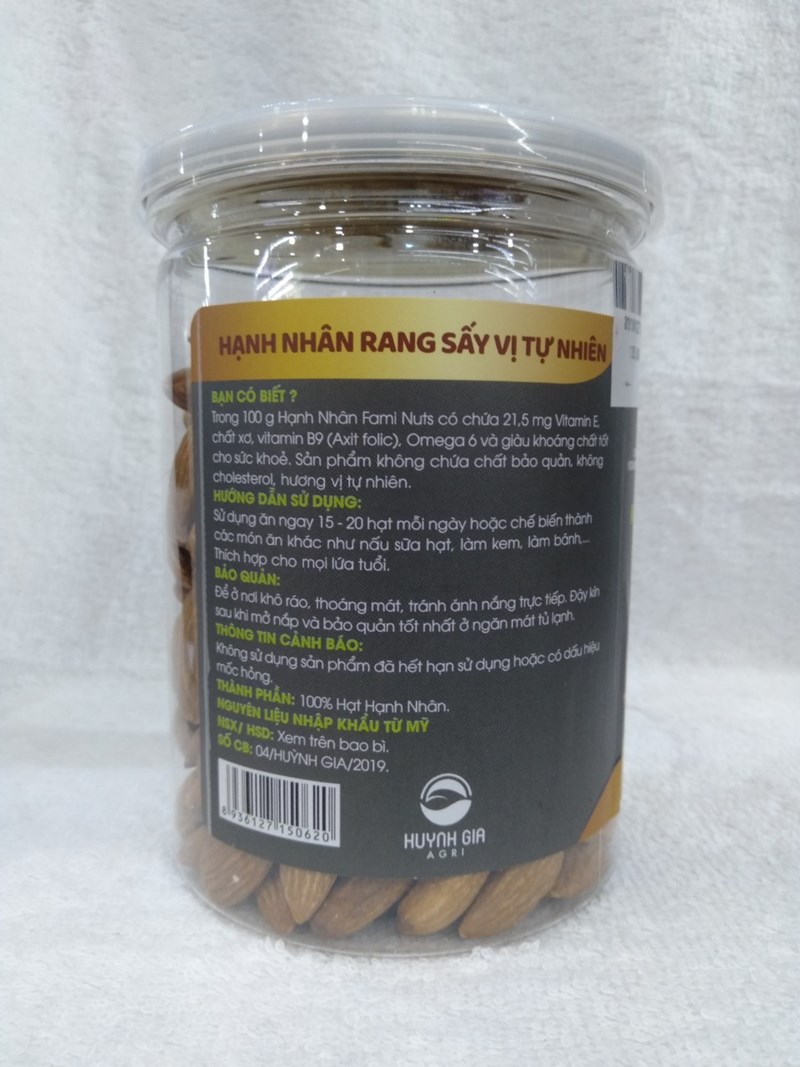 HẠNH NHÂN RANG SẤY VỊ TỰ NHIÊN
BẠN CÓ BIẾT ?
Trong 100 g Hạnh Nhân Fami Nuts có chứa 21,5 mg Vitamin E,
chất xơ, vitamin B9 (Axit folic), Omega 6 và giàu khoáng chất tốt
cho sức khoẻ. Sản phẩm không chứa chất bảo quản, không
cholesterol, hương vị tự nhiên.
HƯỚNG DẪN SỬ DỤNG:
Sử dụng ăn ngay 15 - 20 hạt mỗi ngày hoặc chế biến thành
các món ăn khác như nấu sữa hạt, làm kem, làm bánh,...
Thích hợp cho mọi lứa tuổi.
BẢO QUẢN:
Để ở nơi khô ráo, thoáng mát, tránh ánh nắng trực tiếp. Đậy kín
sau khi mở nắp và bảo quản tốt nhất ở ngăn mát tủ lạnh.
THÔNG TIN CẢNH BÁO:
Không sử dụng sản phẩm đã hết hạn sử dụng hoặc có dấu hiệu
mốc hỏng.
THÀNH PHẦN: 100% Hạt Hạnh Nhân.
NGUYÊN LIỆU NHẬP KHẨU TỪ MỸ
NSX/ HSD: Xem trên bao bì.
SỐ CB: 04/HUỲNH GIA/2019.
8 936127 150620
HUYNH GIA
AGRI